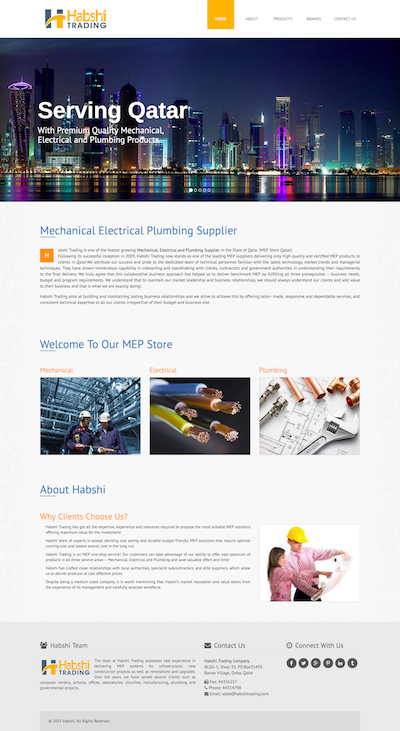 Habshi
TRADING
HOME ABOUT PRODUCTS BRANDS CONTACT US
Serving Qatar
With Premium Quality Mechanical,
Electrical and Plumbing Products.
Mechanical Electrical Plumbing Supplier
H
abshi Trading is one of the fastest growing Mechanical, Electrical and Plumbing Supplier in the State of Qatar (MEP Store Qatar).
Following its successful inception in 2009, Habshi Trading now stands as one of the leading MEP suppliers delivering only high-quality and certified MEP products to
clients in Qatar.We attribute our success and pride to the dedicated team of technical personnel familiar with the latest technology, market trends and managerial
techniques. They have shown tremendous capability in interacting and coordinating with clients, contractors and government authorities in understanding their requirements
to the final delivery. We truly agree that this collaborative business approach has helped us to deliver benchmark MEP by fulfilling all three prerequisites – business needs,
budget and program requirements. We understand that to maintain our market leadership and business relationships, we should always understand our clients and add value
to their business and that is what we are exactly doing!
Habshi Trading aims at building and maintaining lasting business relationships and we strive to achieve this by offering tailor- made, responsive and dependable services, and
consistent technical expertise to all our clients irrespective of their budget and business size.
Welcome To Our MEP Store
Mechanical Electrical Plumbing
About Habshi
Why Clients Choose Us?
Habshi Trading has got all the expertise, experience and resources required to propose the most suitable MEP solutions
offering maximum value for the investment!
Habshi team of experts is always devising cost saving and durable budget friendly MEP solutions that require optimal
running cost and lowest overall cost in the long run.
Habshi Trading is an MEP one-stop service! Our customers can take advantage of our ability to offer vast spectrum of
products in all three service areas – Mechanical, Electrical and Plumbing and save valuable effort and time!
Habshi has crafted close relationships with local authorities, specialist subcontractors, and elite suppliers, which allow
us to deliver products at cost effective prices.
Despite being a medium sized company, it is worth mentioning that Habshi's market reputation and value stems from
the experience of its management and carefully selected workforce.
Habshi Team
Habshi
TRADING
The team at Habshi Trading possesses vast experience in
delivering MEP systems for infrastructure, new
construction projects as well as renovations and upgrades.
Over the years, we have served several clients such as
computer centers, schools, offices, laboratories, churches, manufacturing, plumbing and
governmental projects.
Contact Us
Habshi Trading Company.
BLDG-5, Shop-35, PO.Box31493
Barwa Village, Doha, Qatar
Fax: 44356257
Phone: 44354798
Email: sales@habshitrading.com
Connect With Us
© 2015 Habshi. All Rights Reserved.